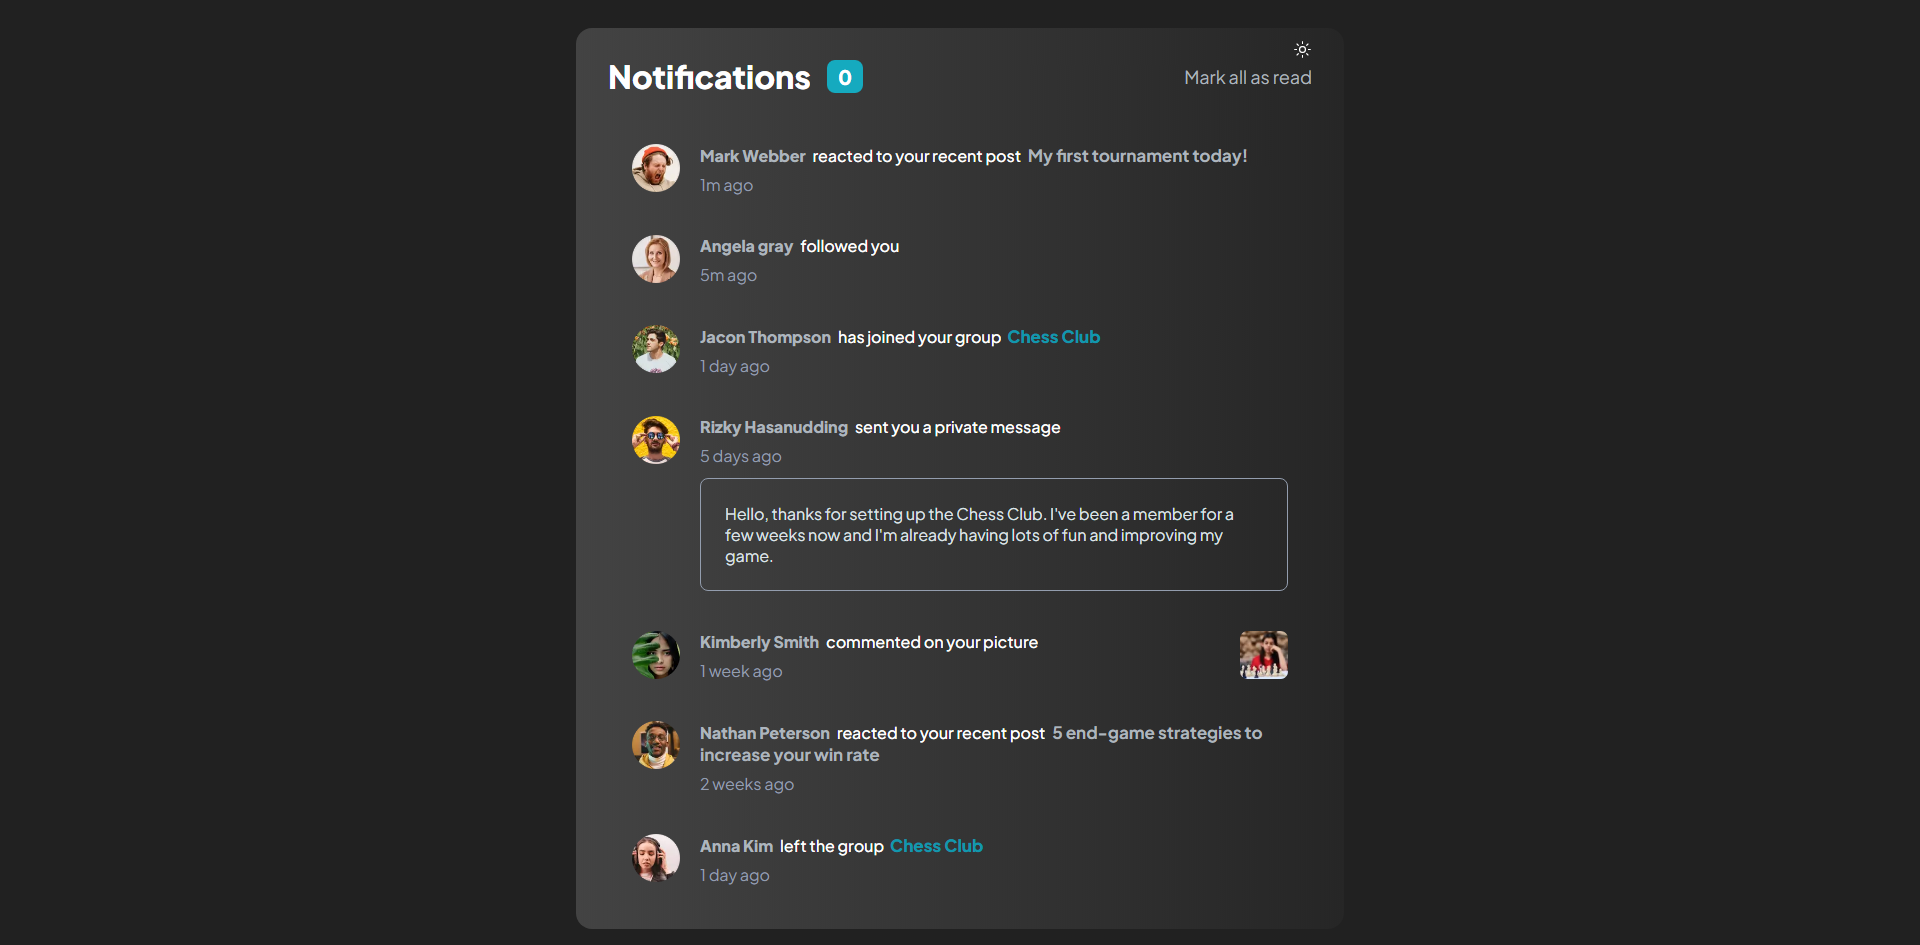 Notifications 0
Mark all as read
Mark Webber reacted to your recent post My first tournament today!
1m ago
Angela gray followed you
5m ago
Jacon Thompson has joined your group Chess Club
1 day ago
Rizky Hasanudding sent you a private message
5 days ago
Hello, thanks for setting up the Chess Club. I've been a member for a
few weeks now and I'm already having lots of fun and improving my
game.
Kimberly Smith commented on your picture
1 week ago
Nathan Peterson reacted to your recent post 5 end-game strategies to
increase your win rate
2 weeks ago
Anna Kim left the group Chess Club
1 day ago